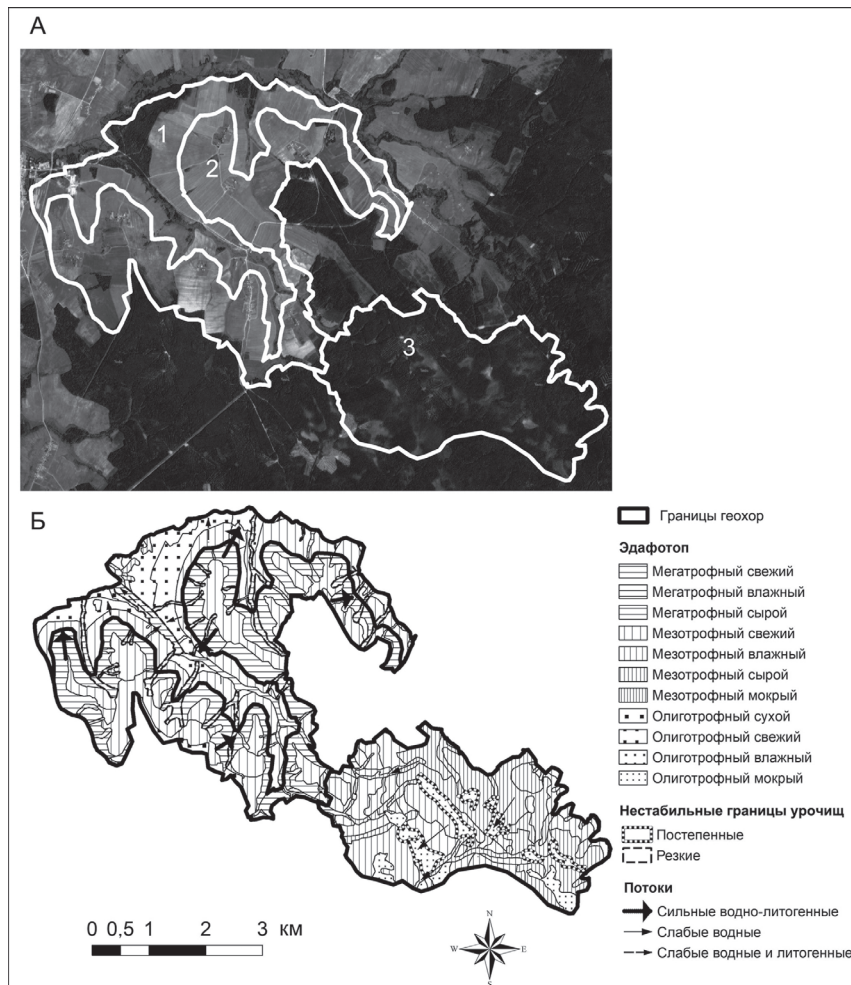 А
1
2
3
Б
Границы геохор
Эдафотоп
Мегатрофный свежий
Мегатрофный влажный
Мегатрофный сырой
Мезотрофный свежий
Мезотрофный влажный
Мезотрофный сырой
Мезотрофный мокрый
Олиготрофный сухой
Олиготрофный свежий
Олиготрофный влажный
Олиготрофный мокрый
Нестабильные границы урочищ
Постепенные
Резкие
Потоки
Сильные водно-литогенные
Слабые водные
Слабые водные и литогенные
0 0,5 1 2 3 км
N
W E
S